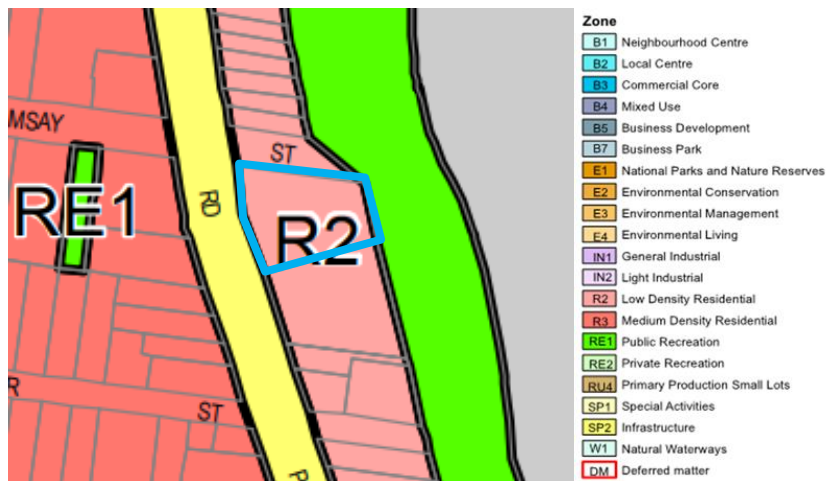 MSAY
ST
RD
RE1
R2
R
ST
P
Zone
B1 Neighbourhood Centre
B2 Local Centre
B3 Commercial Core
B4 Mixed Use
B5 Business Development
B7 Business Park
E1 National Parks and Nature Reserves
E2 Environmental Conservation
E3 Environmental Management
E4 Environmental Living
IN1 General Industrial
IN2 Light Industrial
R2 Low Density Residential
R3 Medium Density Residential
RE1 Public Recreation
RE2 Private Recreation
RU4 Primary Production Small Lots
SP1 Special Activities
SP2 Infrastructure
W1 Natural Waterways
DM Deferred matter